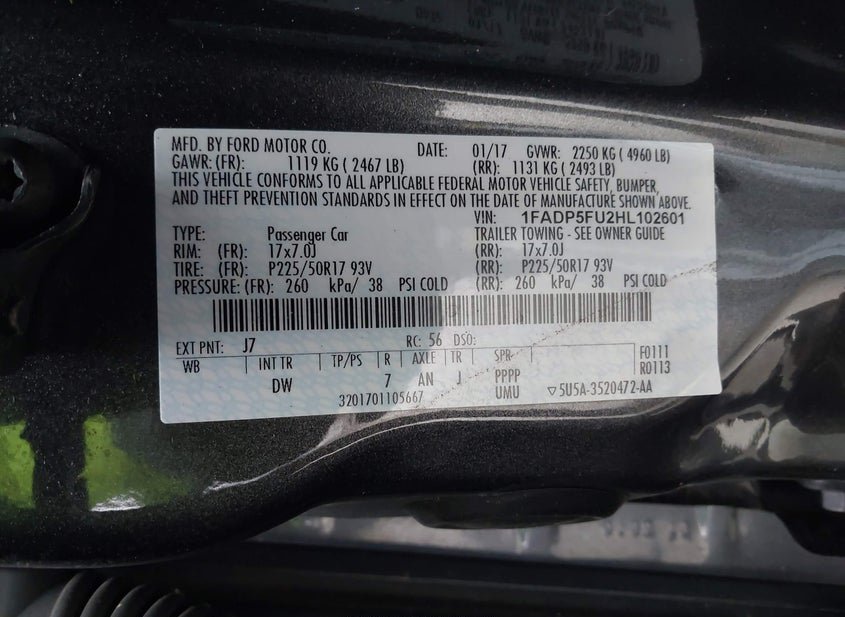 MFD. BY FORD MOTOR CO. DATE: 01/17 GVWR: 2250 KG ( 4960 LB)
GAWR: (FR): 1119 KG ( 2467 LB) (RR): 1131 KG ( 2493 LB)
THIS VEHICLE CONFORMS TO ALL APPLICABLE FEDERAL MOTOR VEHICLE SAFETY, BUMPER,
AND THEFT PREVENTION STANDARDS IN EFFECT ON THE DATE OF MANUFACTURE SHOWN ABOVE.
VIN: 1FADP5FU2HL102601
TYPE: Passenger Car TRAILER TOWING - SEE OWNER GUIDE
RIM: (FR): 17x7.0J (RR): 17x7.0J
TIRE: (FR): P225/50R17 93V (RR): P225/50R17 93V
PRESSURE: (FR): 260 kPa/ 38 PSI COLD (RR): 260 kPa/ 38 PSI COLD
EXT PNT: J7 RC: 56 DSO:
WB INT TR TP/PS R AXLE TR SPR F0111
DW 7 AN J PPPP R0113
3201701105667 UMU ▽5U5A-3520472-AA